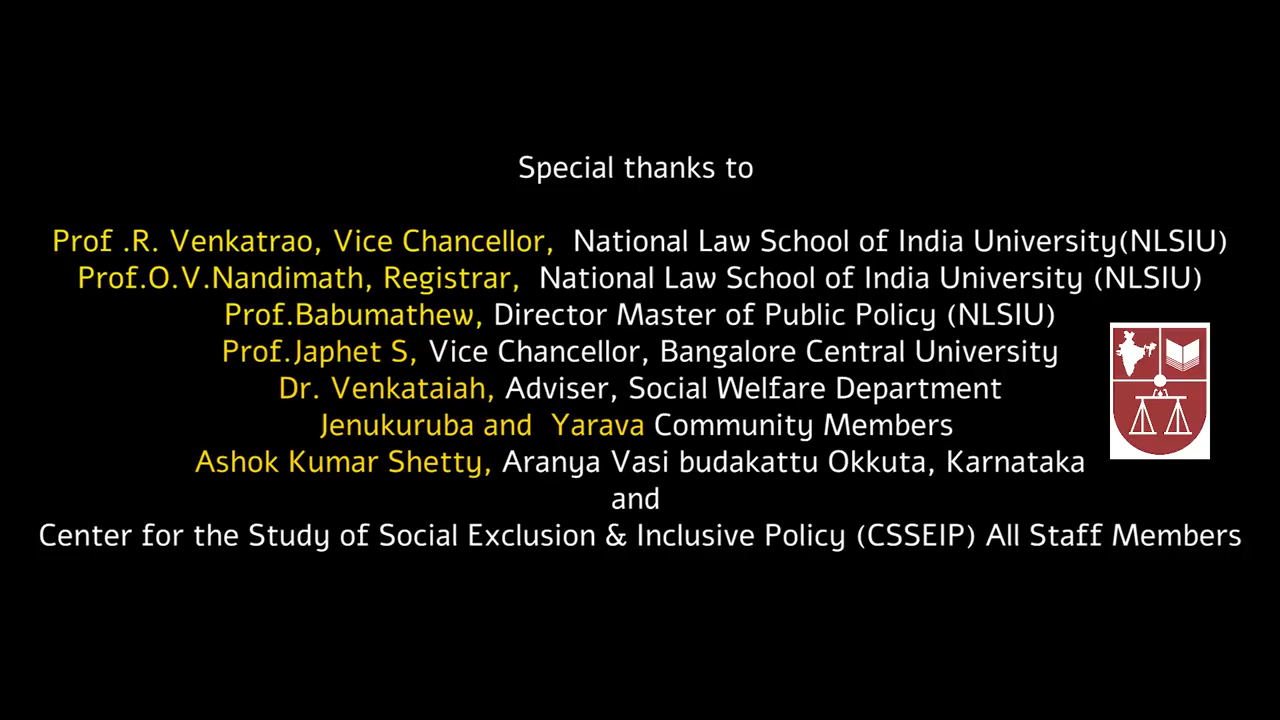 Special thanks to
Prof .R. Venkatrao, Vice Chancellor,  National Law School of India University(NLSIU)
Prof.O.V.Nandimath, Registrar,  National Law School of India University (NLSIU)
Prof.Babumathew, Director Master of Public Policy (NLSIU)
Prof.Japhet S, Vice Chancellor, Bangalore Central University
Dr. Venkataiah, Adviser, Social Welfare Department
Jenukuruba and  Yarava Community Members
Ashok Kumar Shetty, Aranya Vasi budakattu Okkuta, Karnataka
and
Center for the Study of Social Exclusion & Inclusive Policy (CSSEIP) All Staff Members